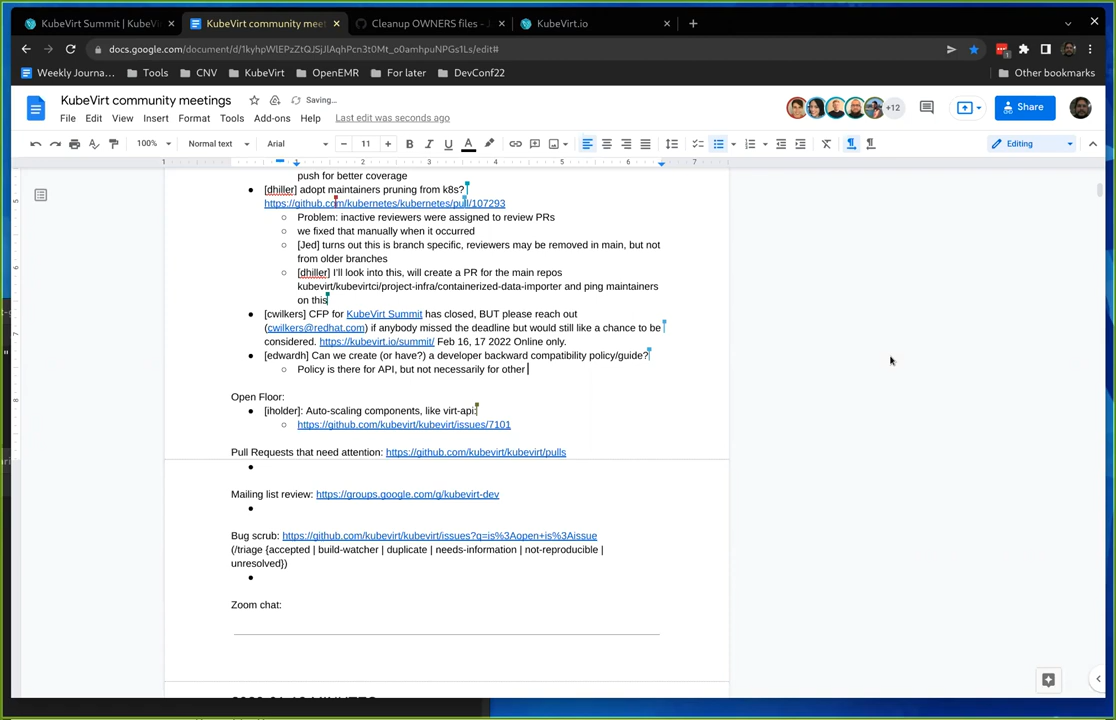 KubeVirt Summit | KubeVi
KubeVirt community meet
Cleanup OWNERS files - J
KubeVirt.io
docs.google.com/document/d/1kyhpWlEPzZtQJSjJlAqhPcn3t0Mt_o0amhpuNPGs1Ls/edit#
Weekly Journa...
Tools
CNV
KubeVirt
OpenEMR
For later
DevConf22
Other bookmarks
KubeVirt community meetings
Saving...
File Edit View Insert Format Tools Add-ons Help Last edit was seconds ago
+12
Share
100%
Normal text
Arial
11
Editing
1 1 2 3 4 5 6 7
push for better coverage
[dhiller] adopt maintainers pruning from k8s?
https://github.com/kubernetes/kubernetes/pull/107293
Problem: inactive reviewers were assigned to review PRs
we fixed that manually when it occurred
[Jed] turns out this is branch specific, reviewers may be removed in main, but not
from older branches
[dhiller] I'll look into this, will create a PR for the main repos
kubevirt/kubevirtci/project-infra/containerized-data-importer and ping maintainers
on this
[cwilkers] CFP for KubeVirt Summit has closed, BUT please reach out
(cwilkers@redhat.com) if anybody missed the deadline but would still like a chance to be
considered. https://kubevirt.io/summit/ Feb 16, 17 2022 Online only.
[edwardh] Can we create (or have?) a developer backward compatibility policy/guide?
Policy is there for API, but not necessarily for other
Open Floor:
[iholder]: Auto-scaling components, like virt-api:
https://github.com/kubevirt/kubevirt/issues/7101
Pull Requests that need attention: https://github.com/kubevirt/kubevirt/pulls
Mailing list review: https://groups.google.com/g/kubevirt-dev
Bug scrub: https://github.com/kubevirt/kubevirt/issues?q=is%3Aopen+is%3Aissue
(/triage {accepted | build-watcher | duplicate | needs-information | not-reproducible |
unresolved})
Zoom chat: